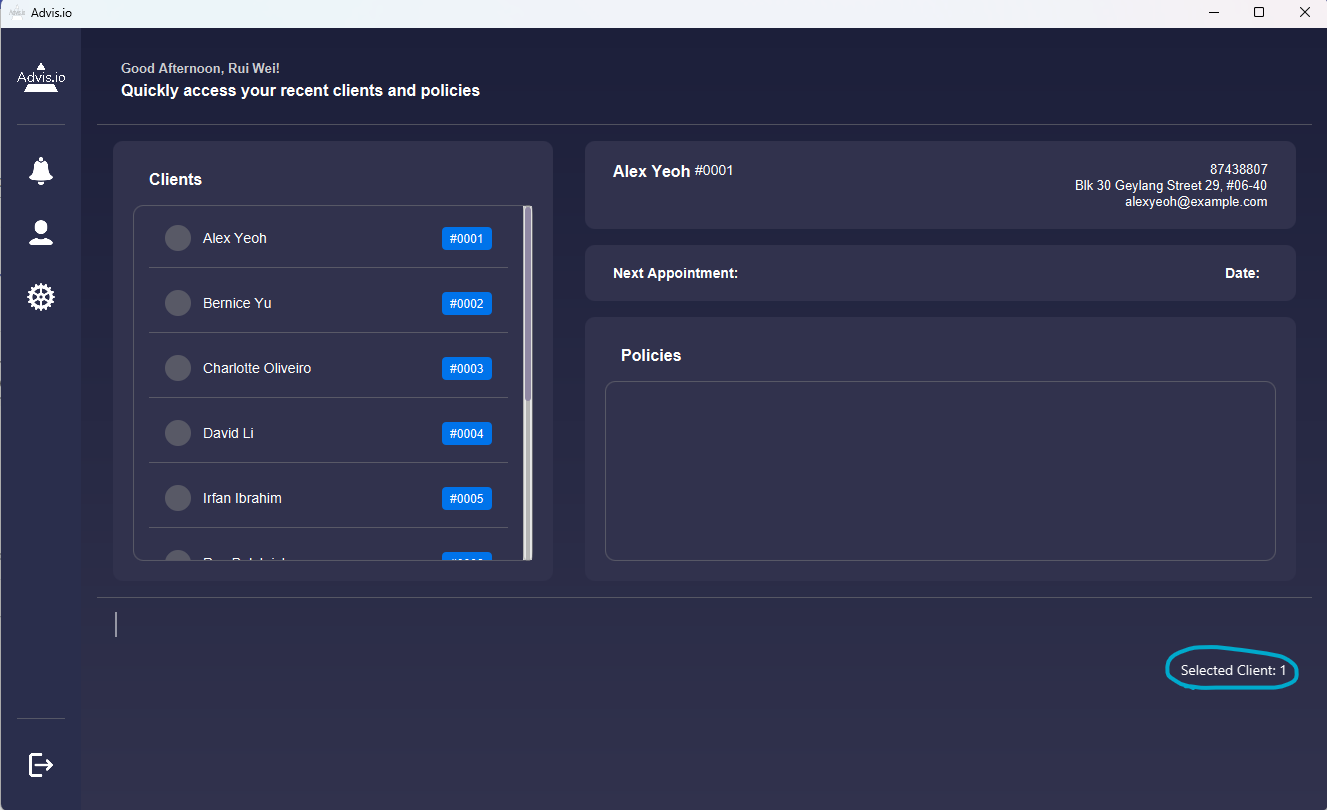 Advis.io
Advis.io
Good Afternoon, Rui Wei!
Quickly access your recent clients and policies
Clients
Alex Yeoh #0001
Bernice Yu #0002
Charlotte Oliveiro #0003
David Li #0004
Irfan Ibrahim #0005
Alex Yeoh #0001
87438807
Blk 30 Geylang Street 29, #06-40
alexyeoh@example.com
Next Appointment:
Date:
Policies
Selected Client: 1